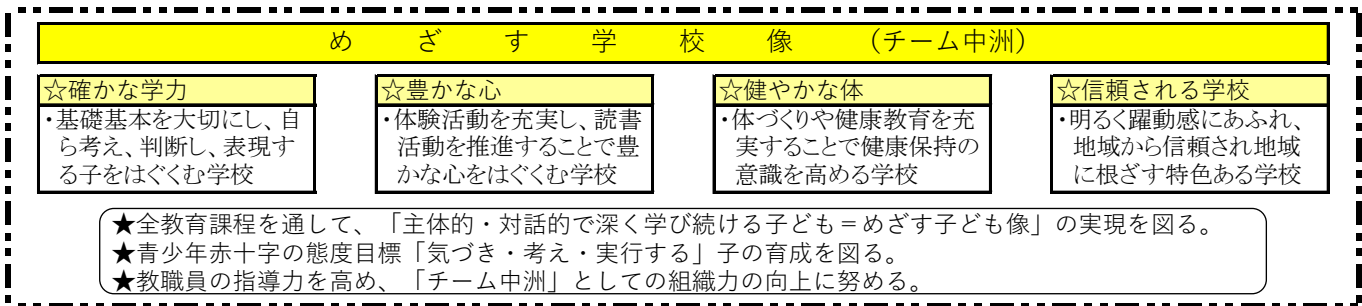 めざす学校像（チーム中洲）
☆確かな学力
・基礎基本を大切にし、自
ら考え、判断し、表現す
る子をはぐくむ学校
☆豊かな心
・体験活動を充実し、読書
活動を推進することで豊
かな心をはぐくむ学校
☆健やかな体
・体づくりや健康教育を充
実することで健康保持の
意識を高める学校
☆信頼される学校
・明るく躍動感にあふれ、
地域から信頼され地域
に根ざす特色ある学校
★全教育課程を通して、「主体的・対話的で深く学び続ける子ども＝めざす子ども像」の実現を図る。
★青少年赤十字の態度目標「気づき・考え・実行する」子の育成を図る。
★教職員の指導力を高め、「チーム中洲」としての組織力の向上に努める。